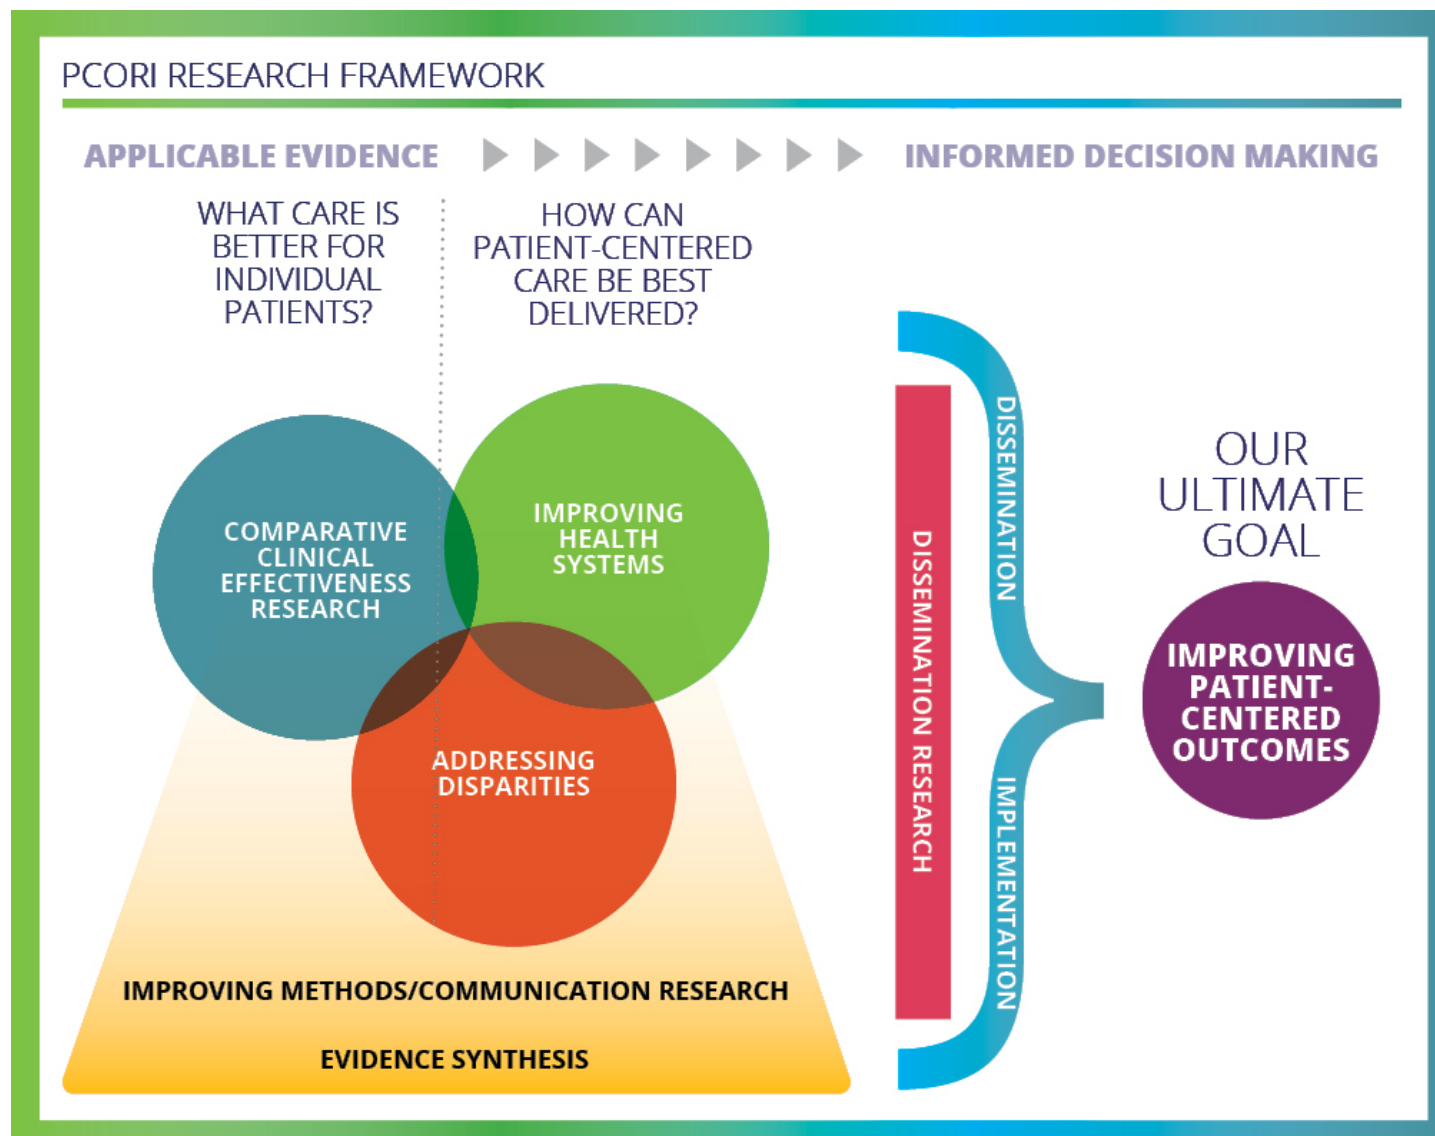 PCORI RESEARCH FRAMEWORK
APPLICABLE EVIDENCE
INFORMED DECISION MAKING
WHAT CARE IS
BETTER FOR
INDIVIDUAL
PATIENTS?
HOW CAN
PATIENT-CENTERED
CARE BE BEST
DELIVERED?
COMPARATIVE
CLINICAL
EFFECTIVENESS
RESEARCH
IMPROVING
HEALTH
SYSTEMS
ADDRESSING
DISPARITIES
IMPROVING METHODS/COMMUNICATION RESEARCH
EVIDENCE SYNTHESIS
DISSEMINATION RESEARCH
DISSEMINATION
IMPLEMENTATION
OUR
ULTIMATE
GOAL
IMPROVING
PATIENT-
CENTERED
OUTCOMES